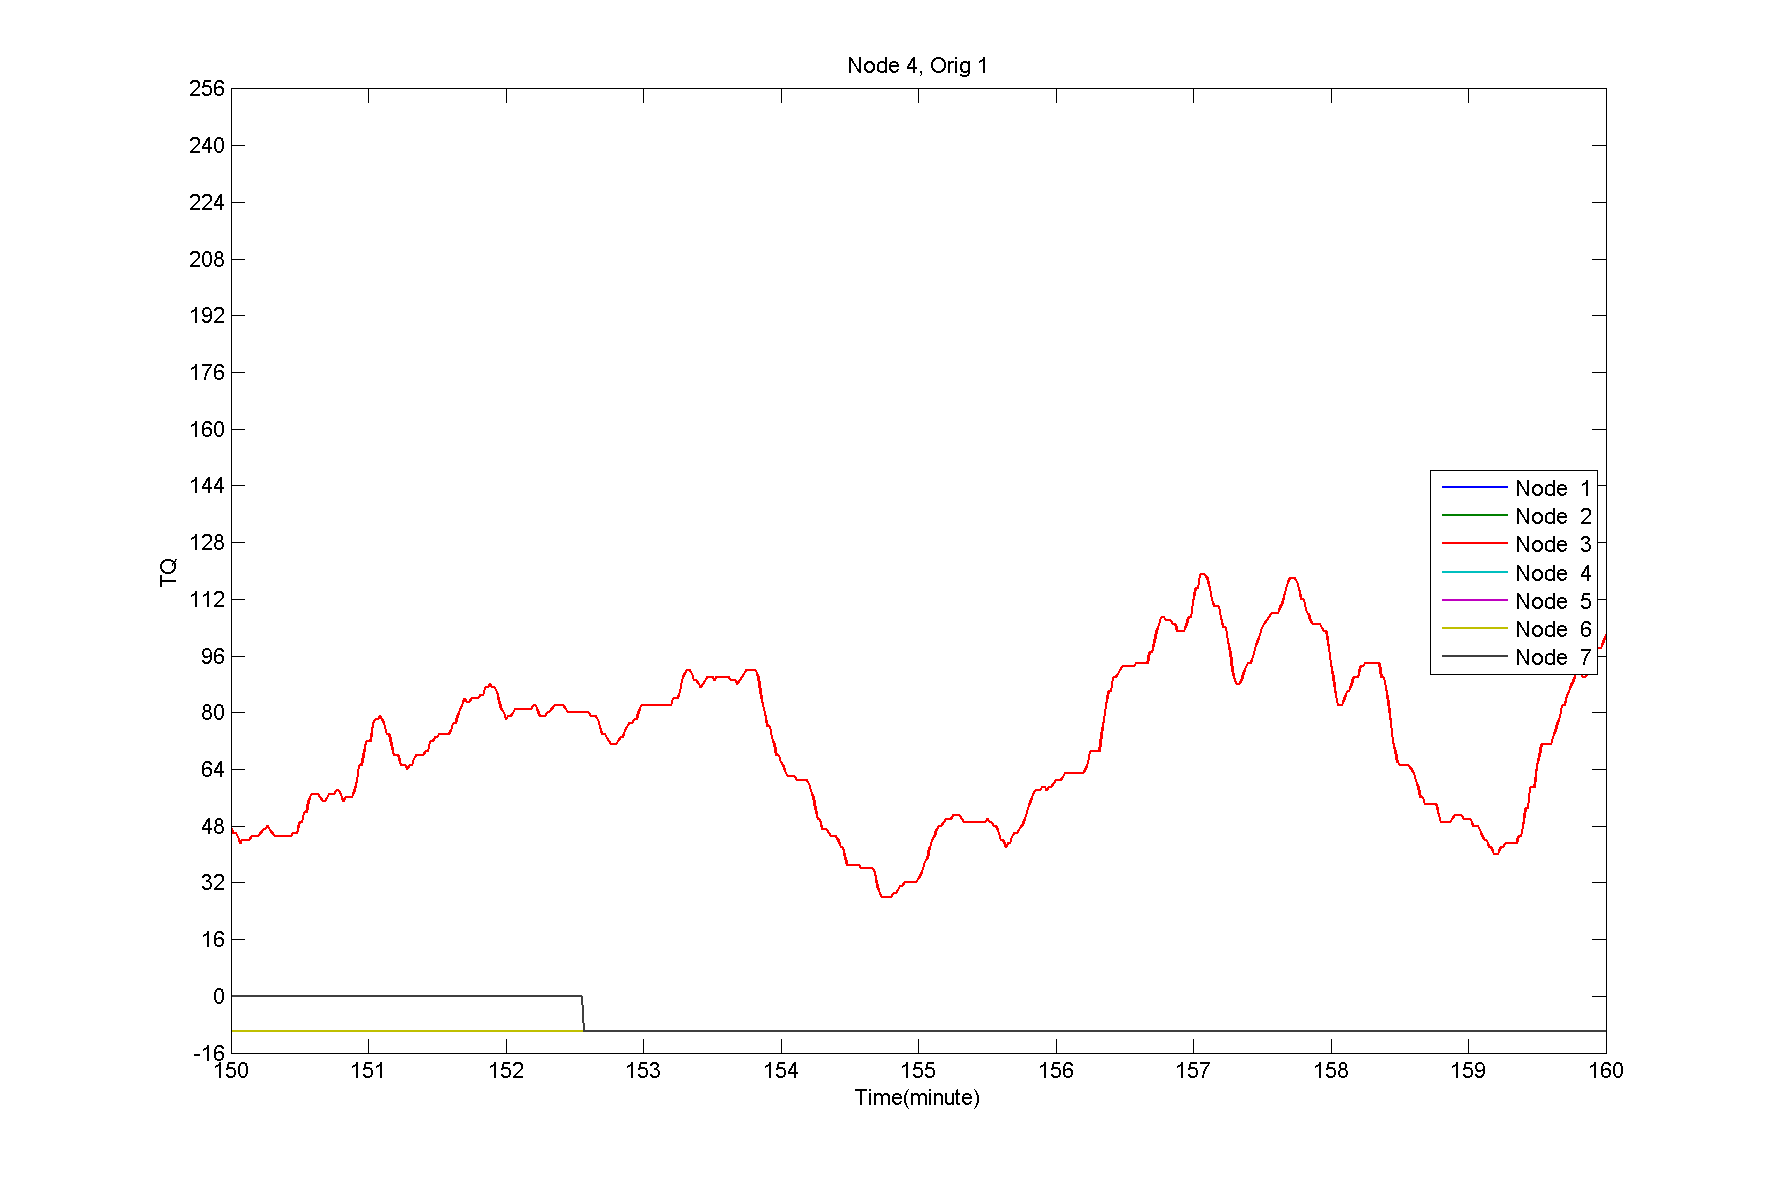 Node 4, Orig 1
256
240
224
208
192
176
160
144
128
112
96
80
64
48
32
16
0
-16
TQ
Node 1
Node 2
Node 3
Node 4
Node 5
Node 6
Node 7
150 151 152 153 154 155 156 157 158 159 160
Time(minute)